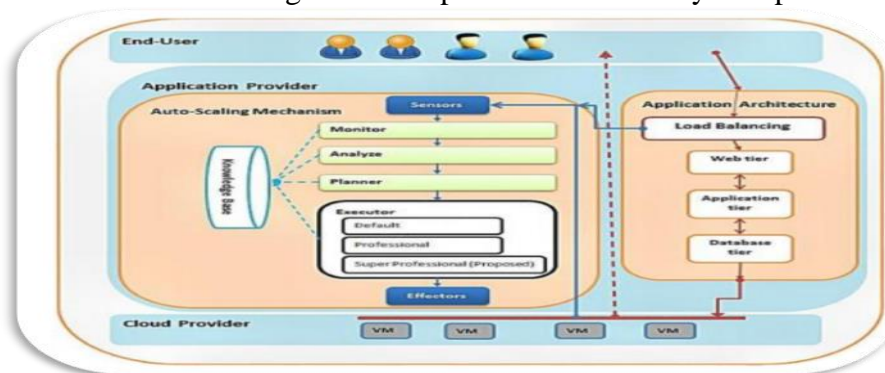 End-User
Application Provider
Auto-Scaling Mechanism
Sensors
Monitor
Analyze
Planner
Knowledge Base
Executor
Default
Professional
Super Professional (Proposed)
Effectors
Application Architecture
Load Balancing
Web tier
Application
tier
Database
tier
Cloud Provider
VM
VM
VM
VM